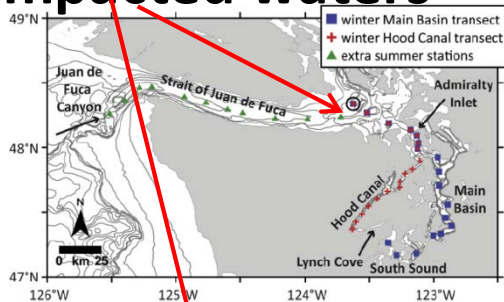 impacted waters
winter Main Basin transect
winter Hood Canal transect
extra summer stations
49°N
Juan de
Fuca
Canyon
Strait of Juan de Fuca
Admiralty
Inlet
48°N
Hood Canal
Main
Basin
N
0 km 25
Lynch Cove
South Sound
47°N
126°W
125°W
124°W
123°W